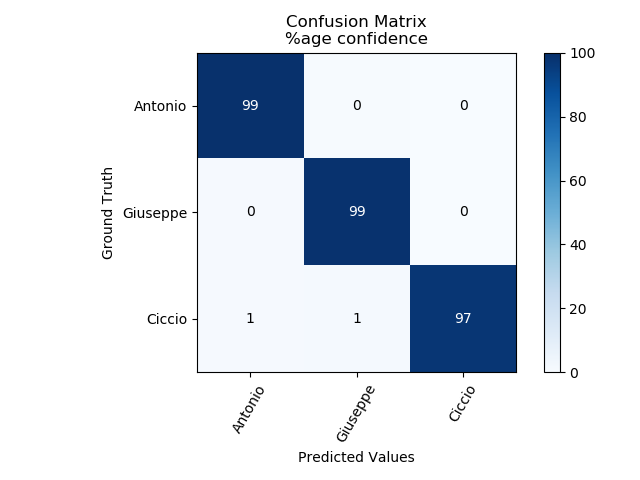 Confusion Matrix
%age confidence
Ground Truth
Antonio 99 0 0
Giuseppe 0 99 0
Ciccio 1 1 97
Antonio Giuseppe Ciccio
Predicted Values
100
80
60
40
20
0